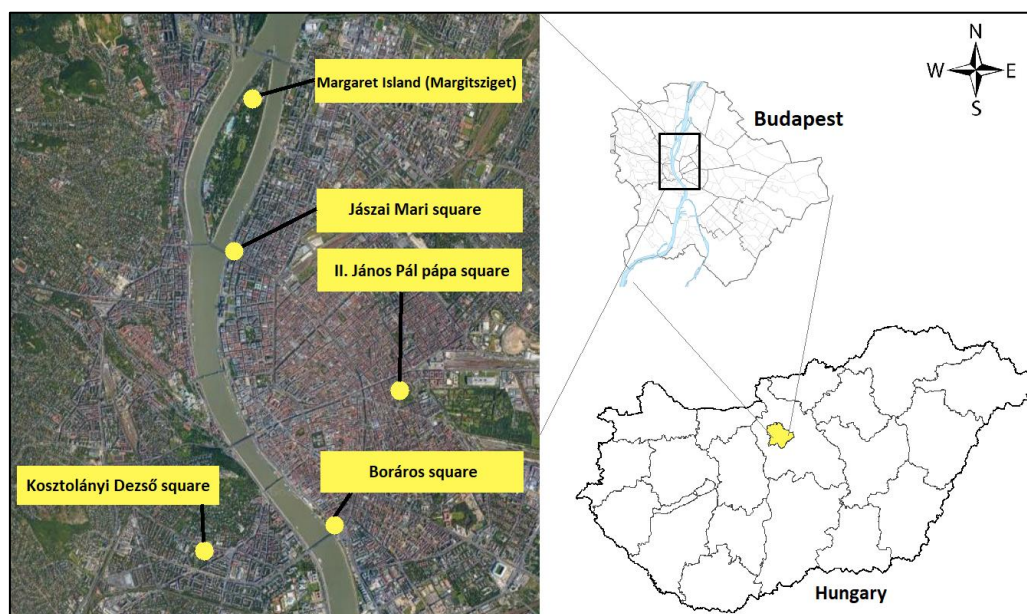 Margaret Island (Margitsziget)
Jászai Mari square
II. János Pál pápa square
Boráros square
Kosztolányi Dezső square
N
W E
S
Budapest
Hungary